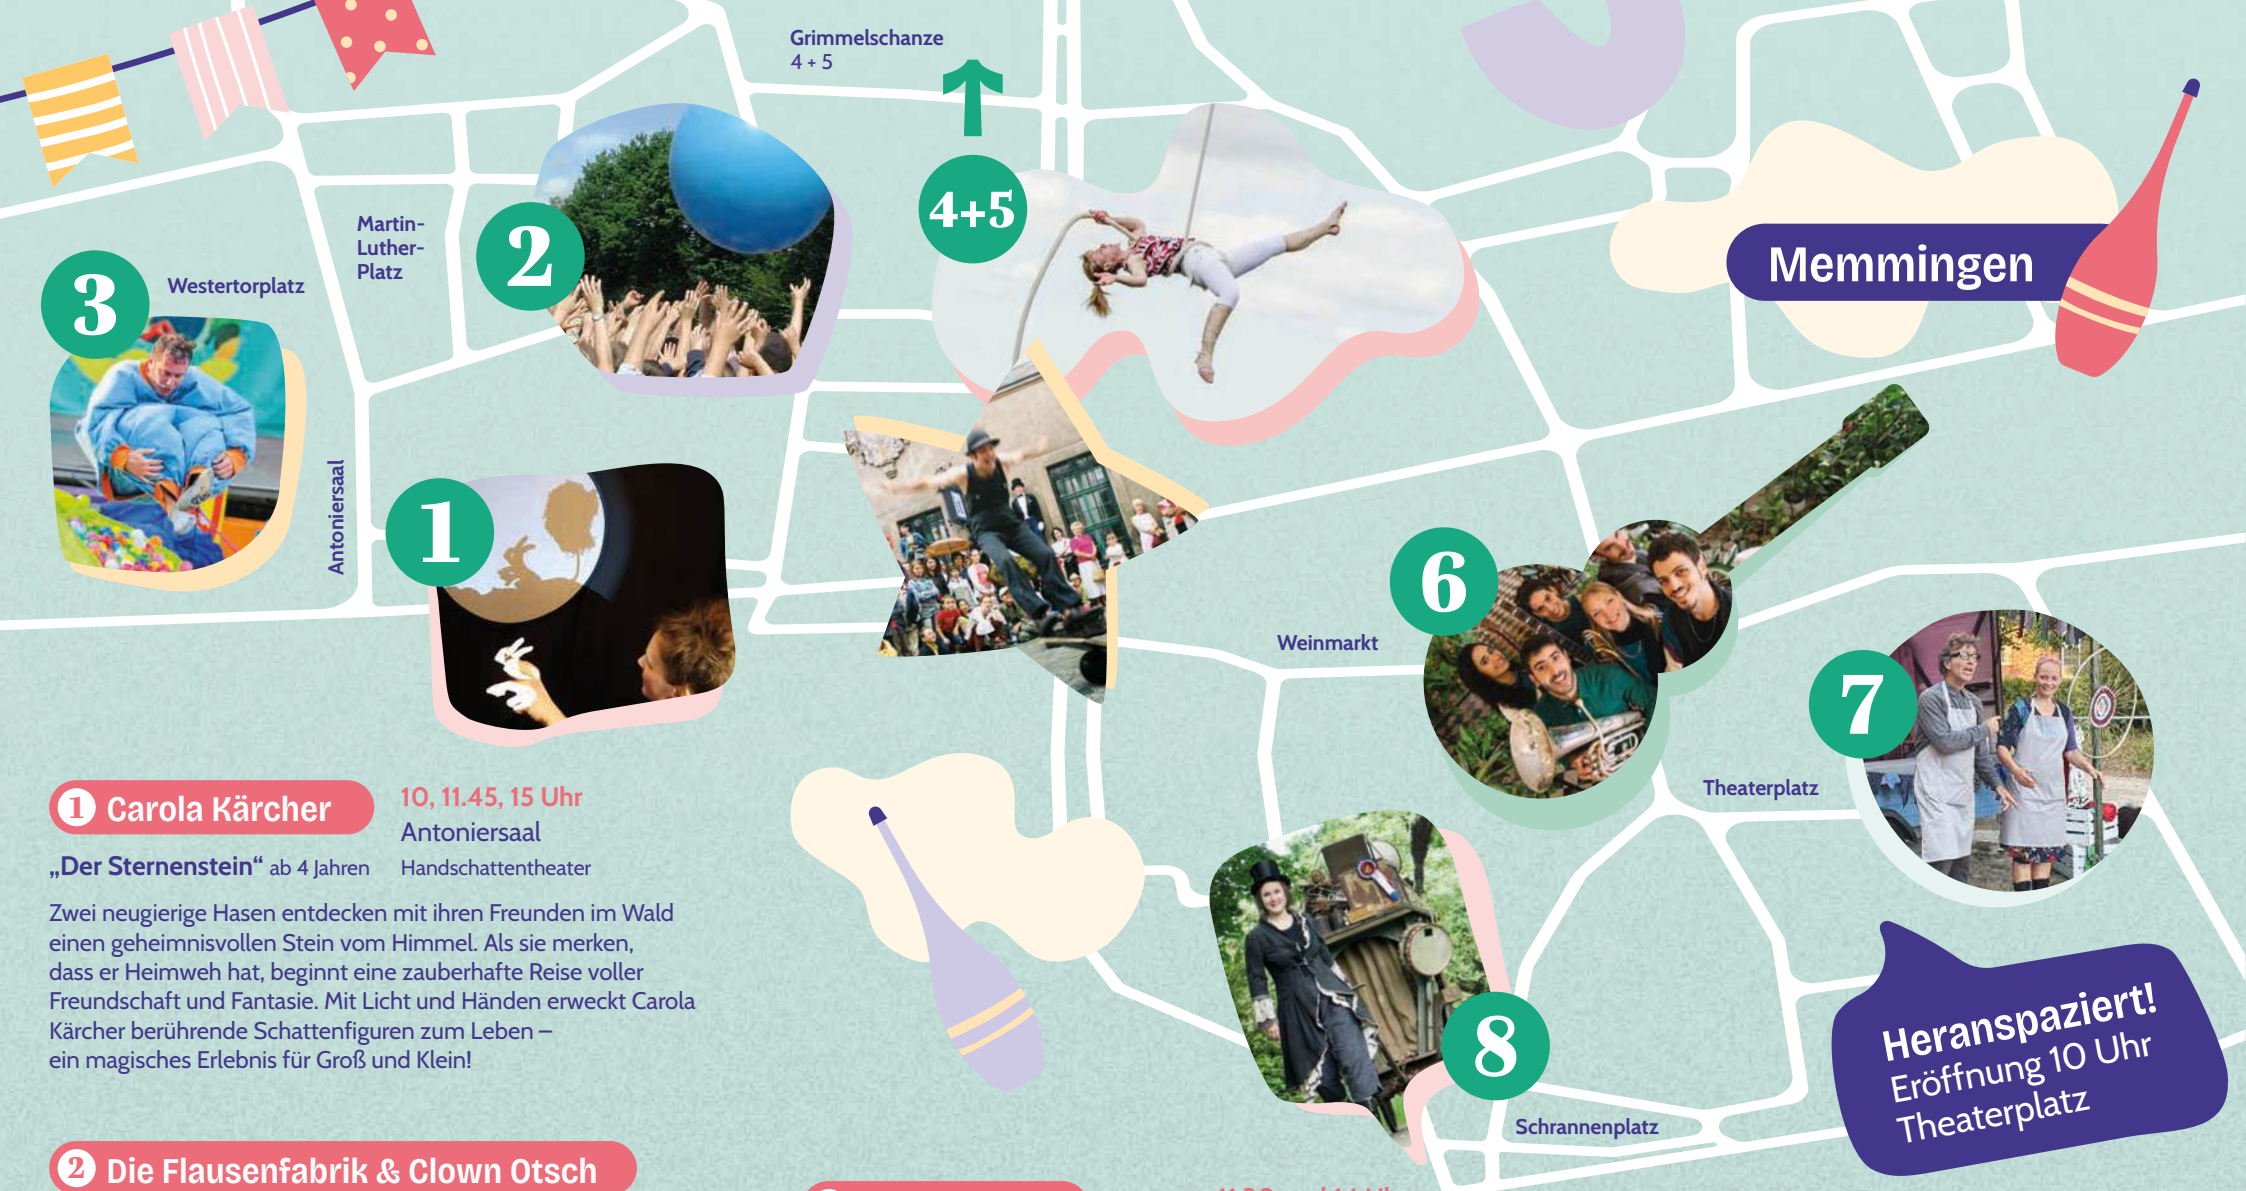 Grimmelschanze
4 + 5
4+5
Memmingen
Martin-
Luther-
Platz
2
3
Westertorplatz
Antoniersaal
1
6
Weinmarkt
7
Theaterplatz
8
Schrannenplatz
Heranspaziert!
Eröffnung 10 Uhr
Theaterplatz
1 Carola Kärcher
10, 11.45, 15 Uhr
Antoniersaal
„Der Sternenstein“ ab 4 Jahren
Handschattentheater
Zwei neugierige Hasen entdecken mit ihren Freunden im Wald
einen geheimnisvollen Stein vom Himmel. Als sie merken,
dass er Heimweh hat, beginnt eine zauberhafte Reise voller
Freundschaft und Fantasie. Mit Licht und Händen erweckt Carola
Kärcher berührende Schattenfiguren zum Leben –
ein magisches Erlebnis für Groß und Klein!
2 Die Flausenfabrik & Clown Otsch